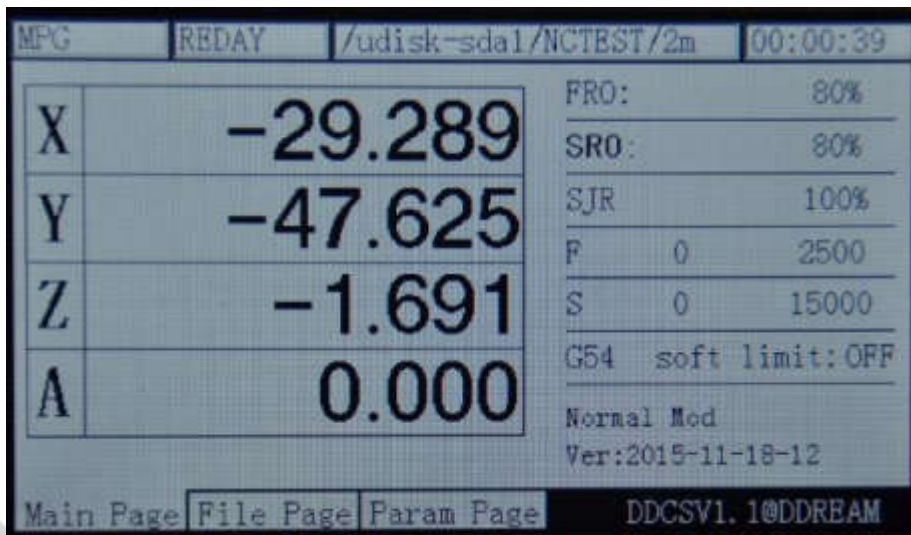 MPG REDAY /udisk-sda1/NCTEST/2m 00:00:39
X -29.289
Y -47.625
Z -1.691
A 0.000
FRO: 80%
SRO: 80%
SJR 100%
F 0 2500
S 0 15000
G54 soft limit:OFF
Normal Mod
Ver:2015-11-18-12
Main Page File Page Param Page DDCSV1.1@DDREAM